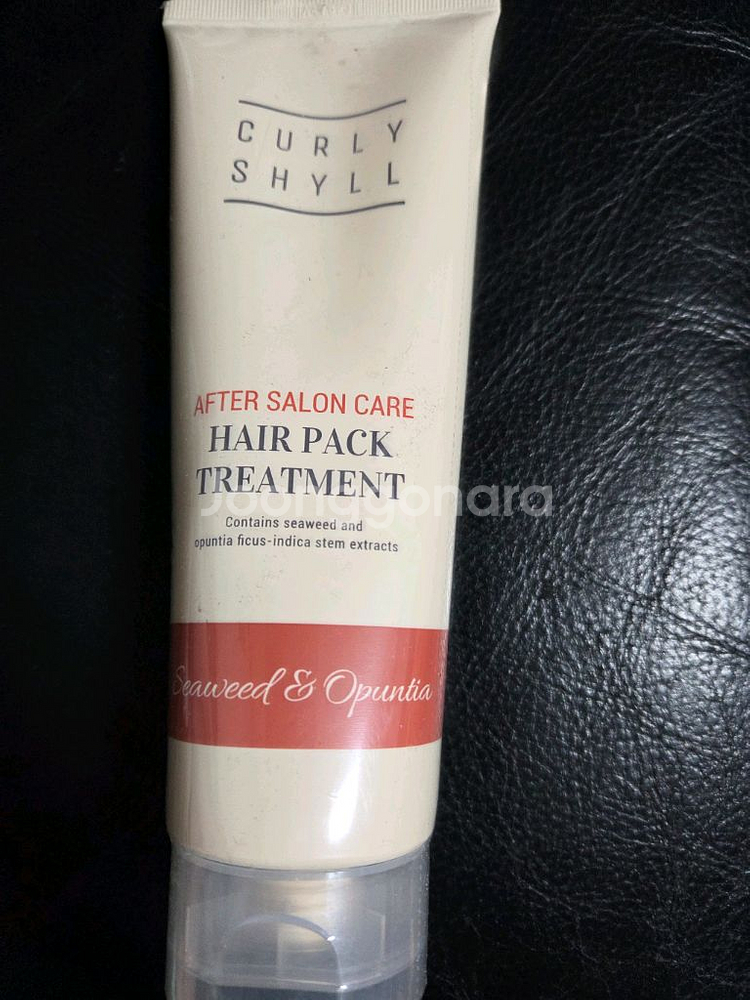 CURLY
SHYLL
AFTER SALON CARE
HAIR PACK
TREATMENT
Joonggonara
Contains seaweed and
opuntia ficus-indica stem extracts
Seaweed & Opuntia